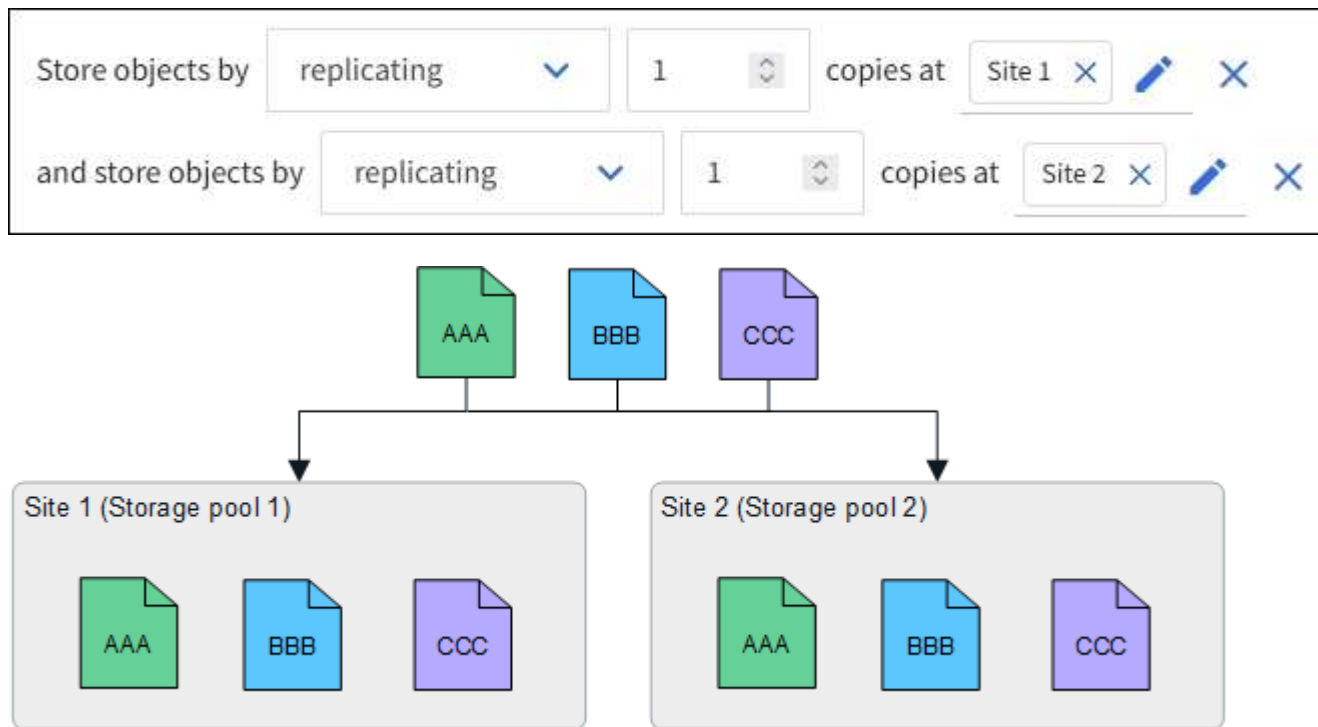 Store objects by replicating 1 copies at Site 1
and store objects by replicating 1 copies at Site 2
AAA BBB CCC
Site 1 (Storage pool 1)
AAA BBB CCC
Site 2 (Storage pool 2)
AAA BBB CCC